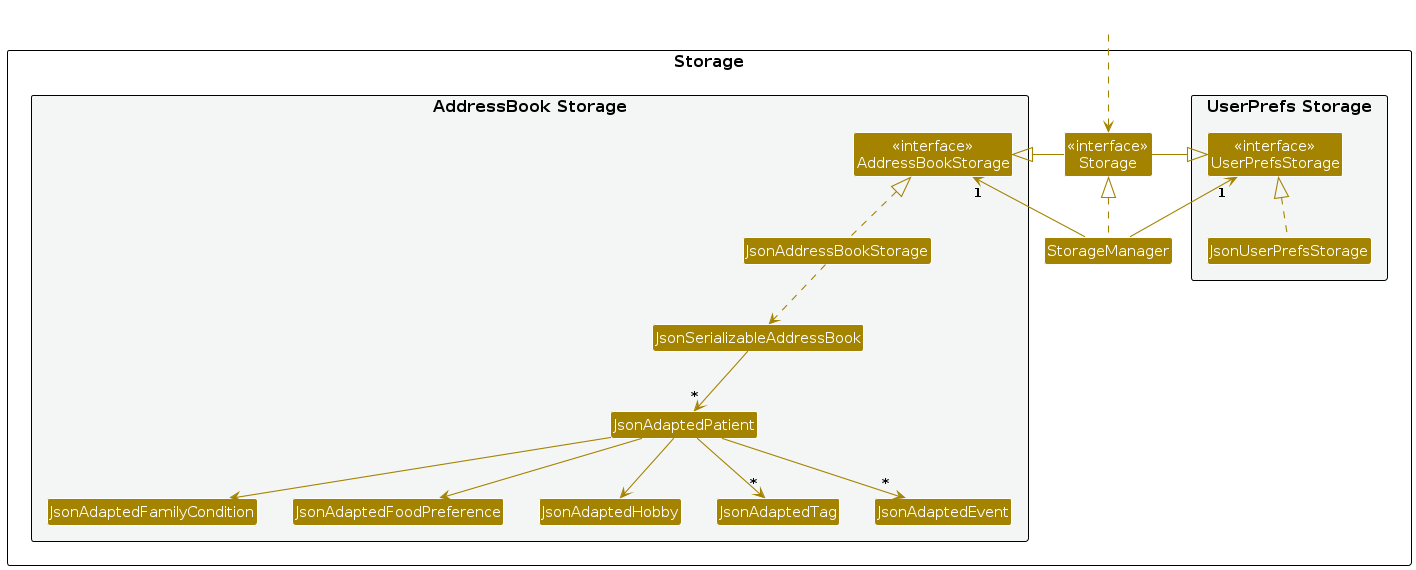 Storage
AddressBook Storage
UserPrefs Storage
«interface»
AddressBookStorage
«interface»
Storage
«interface»
UserPrefsStorage
1
1
JsonAddressBookStorage
StorageManager
JsonUserPrefsStorage
JsonSerializableAddressBook
*
JsonAdaptedPatient
*
*
JsonAdaptedFamilyCondition
JsonAdaptedFoodPreference
JsonAdaptedHobby
JsonAdaptedTag
JsonAdaptedEvent